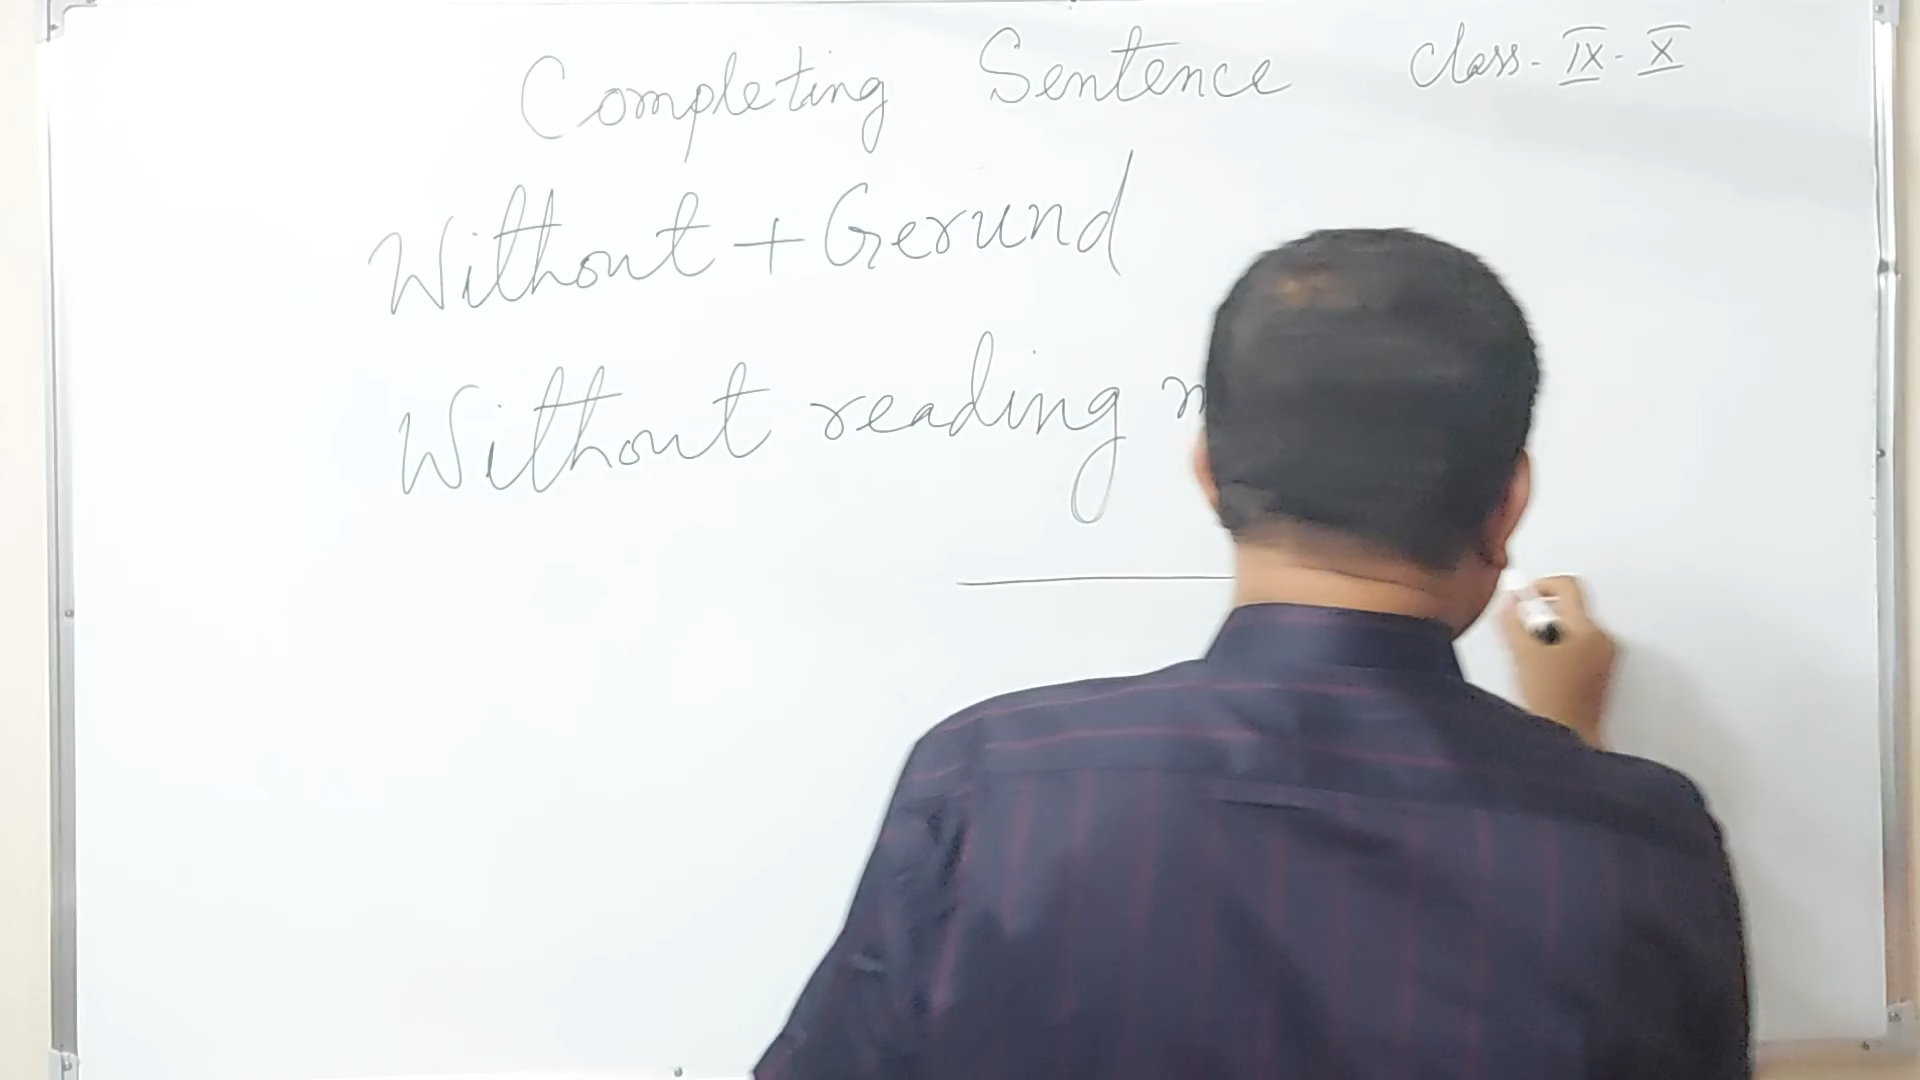 Completing Sentence Class- IX - X
Without + Gerund
Without reading